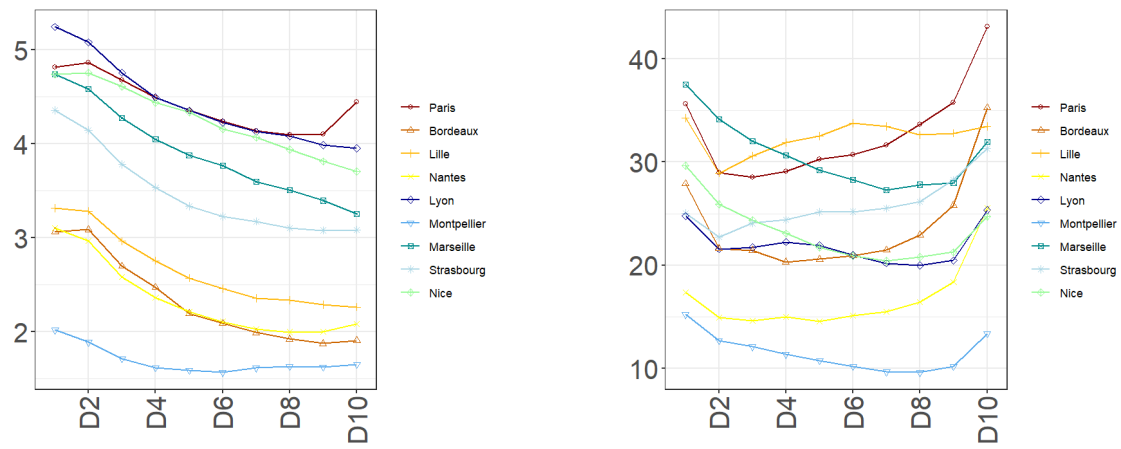 5
4
3
2
D2
D4
D6
D8
D10
Paris
Bordeaux
Lille
Nantes
Lyon
Montpellier
Marseille
Strasbourg
Nice
40
30
20
10
D2
D4
D6
D8
D10
Paris
Bordeaux
Lille
Nantes
Lyon
Montpellier
Marseille
Strasbourg
Nice